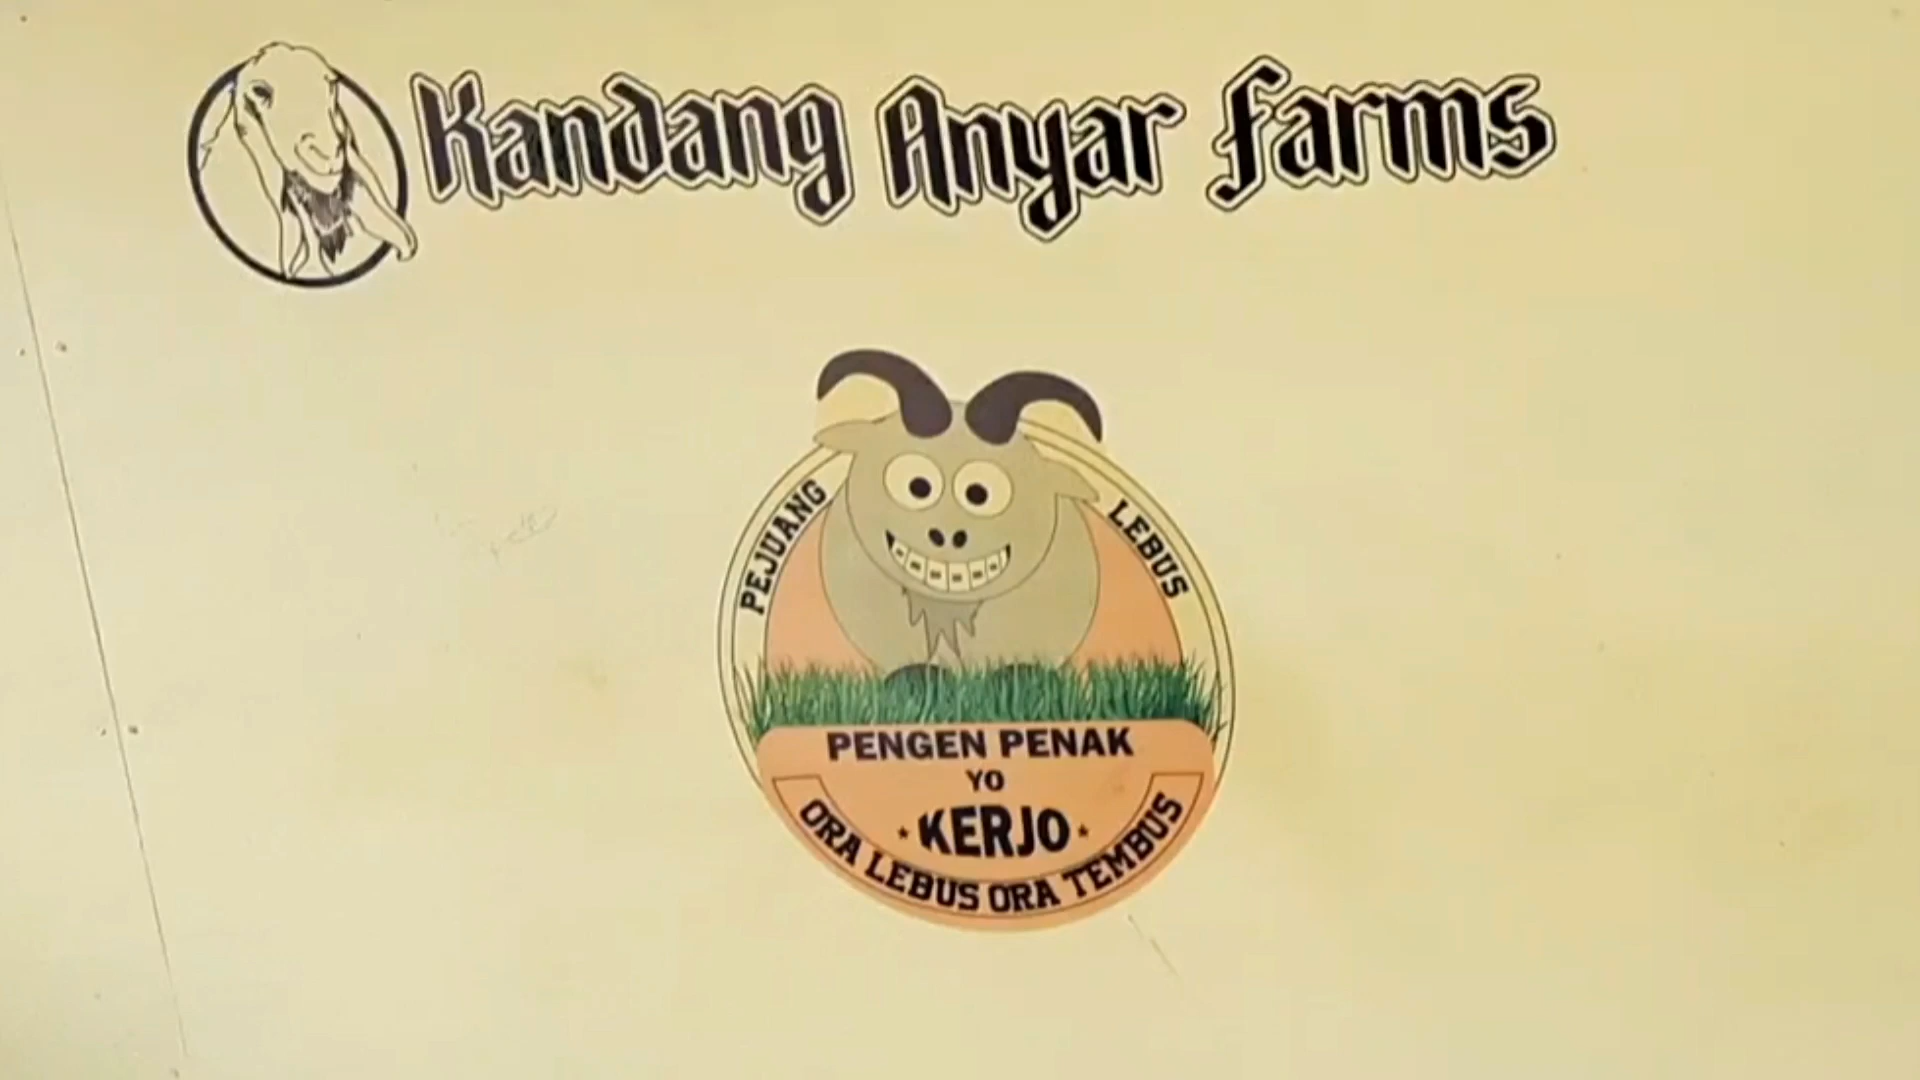 Kandang Anyar Farms
PEJUANG LEBUS
PENGEN PENAK
YO
KERJO
ORA LEBUS ORA TEMBUS